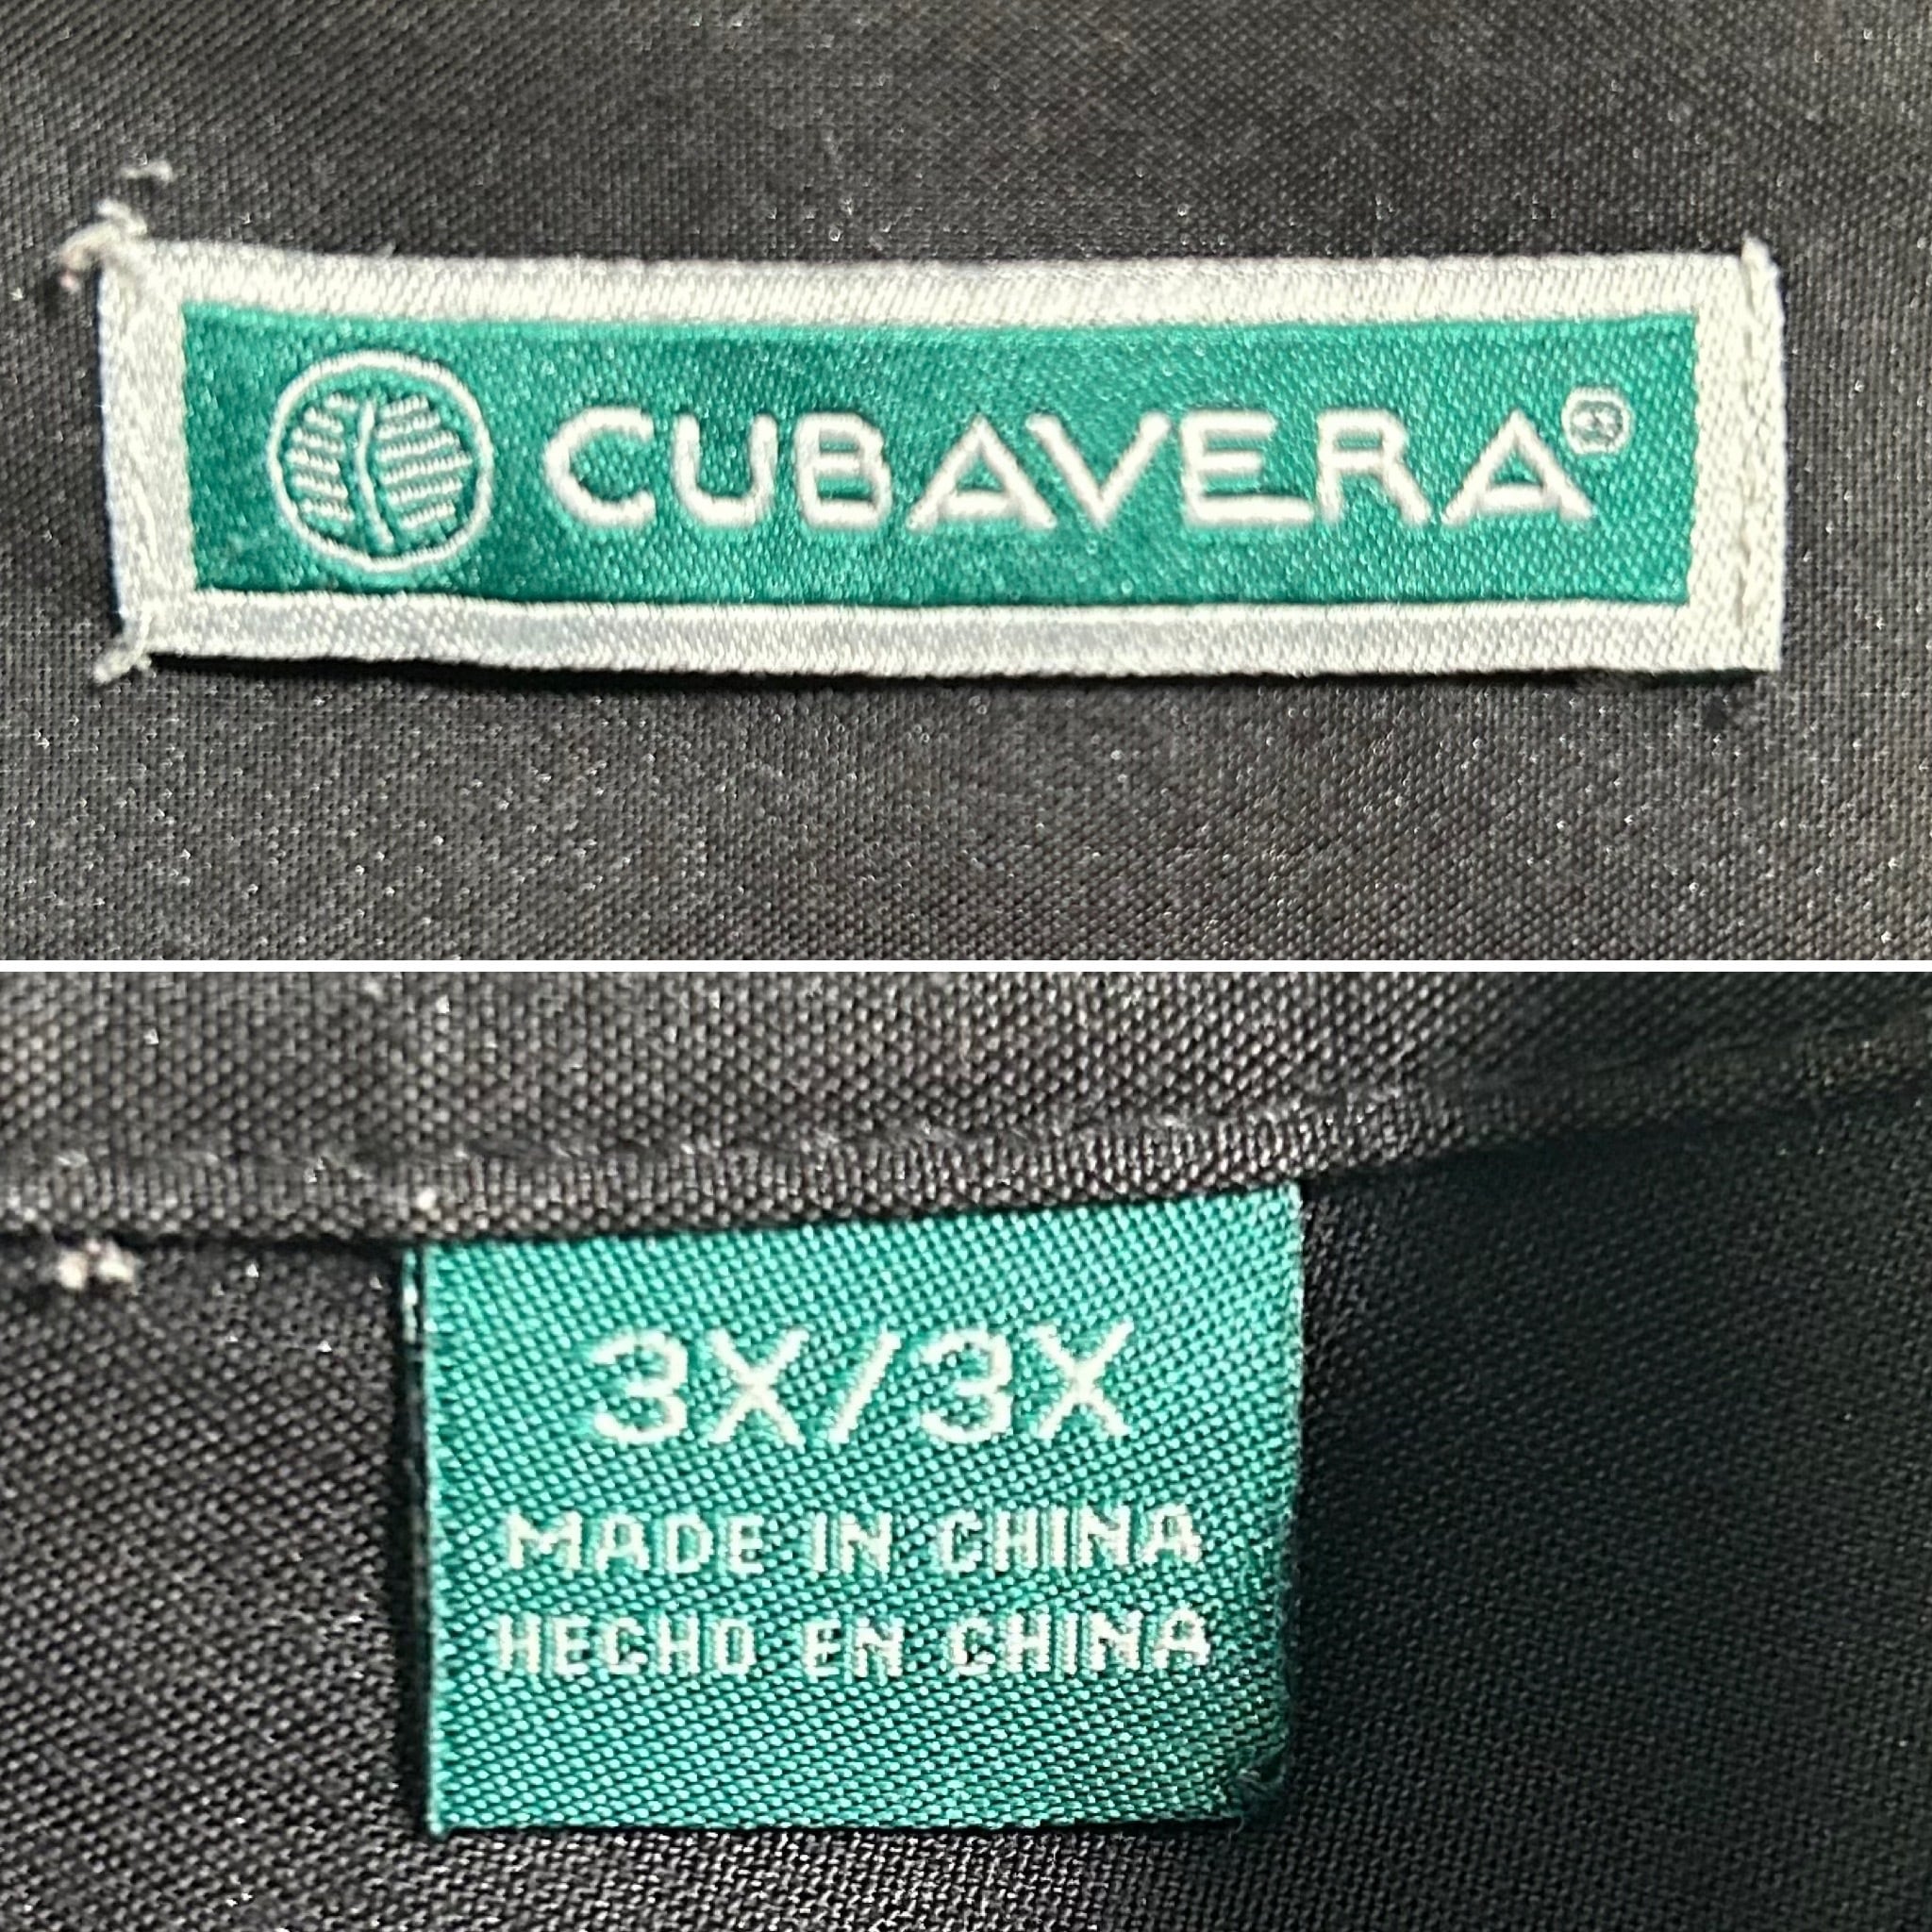 CUBAVERA®
3X/3X
MADE IN CHINA
HECHO EN CHINA